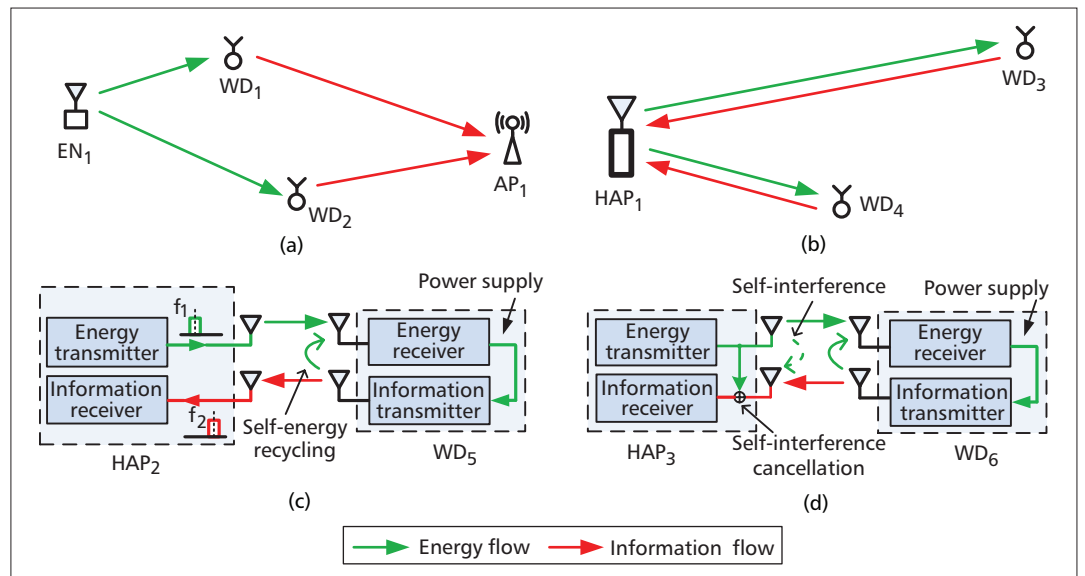 WD1
EN1
WD2
AP1
(a)
WD3
HAP1
WD4
(b)
f1
Energy
transmitter
Information
receiver
f2
HAP2
Self-energy
recycling
Power supply
Energy
receiver
Information
transmitter
WD5
(c)
Self-interference
Energy
transmitter
Information
receiver
HAP3
Self-interference
cancellation
Power supply
Energy
receiver
Information
transmitter
WD6
(d)
Energy flow
Information flow